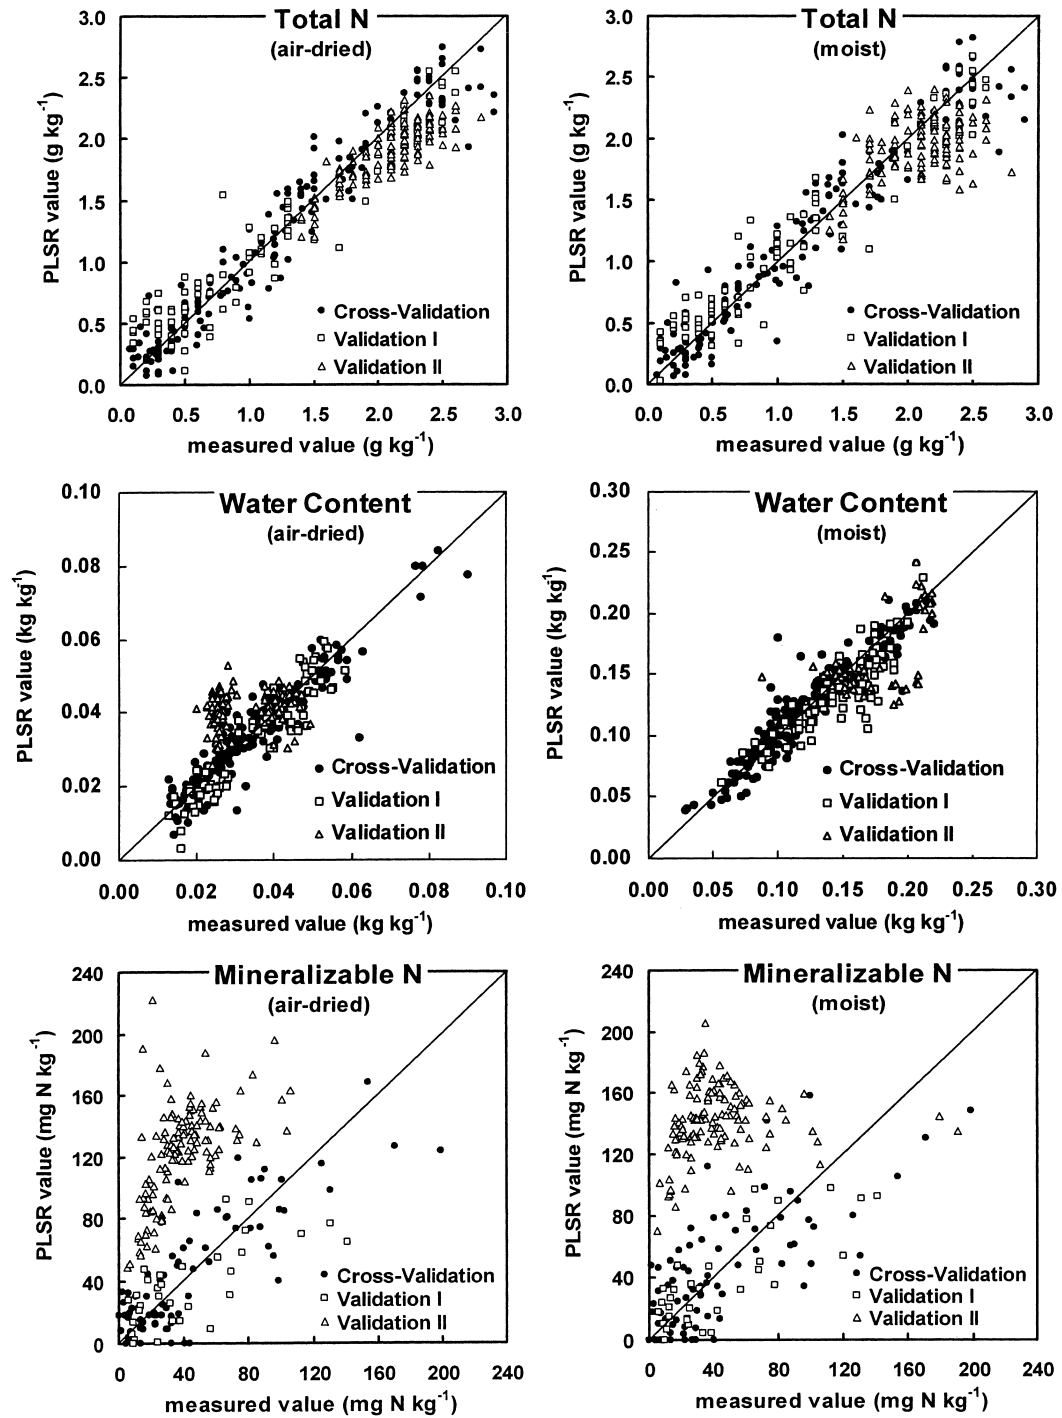 Total N
(air-dried)
3.0
2.5
2.0
1.5
1.0
0.5
0.0
PLSR value (g kg-1)
Cross-Validation
Validation I
Validation II
0.0 0.5 1.0 1.5 2.0 2.5 3.0
measured value (g kg-1)
Total N
(moist)
3.0
2.5
2.0
1.5
1.0
0.5
0.0
PLSR value (g kg-1)
Cross-Validation
Validation I
Validation II
0.0 0.5 1.0 1.5 2.0 2.5 3.0
measured value (g kg-1)
Water Content
(air-dried)
0.10
0.08
0.06
0.04
0.02
0.00
PLSR value (kg kg-1)
Cross-Validation
Validation I
Validation II
0.00 0.02 0.04 0.06 0.08 0.10
measured value (kg kg-1)
Water Content
(moist)
0.30
0.25
0.20
0.15
0.10
0.05
0.00
PLSR value (kg kg-1)
Cross-Validation
Validation I
Validation II
0.00 0.05 0.10 0.15 0.20 0.25 0.30
measured value (kg kg-1)
Mineralizable N
(air-dried)
240
200
160
120
80
40
0
PLSR value (mg N kg-1)
Cross-Validation
Validation I
Validation II
0 40 80 120 160 200 240
measured value (mg N kg-1)
Mineralizable N
(moist)
240
200
160
120
80
40
0
PLSR value (mg N kg-1)
Cross-Validation
Validation I
Validation II
0 40 80 120 160 200 240
measured value (mg N kg-1)